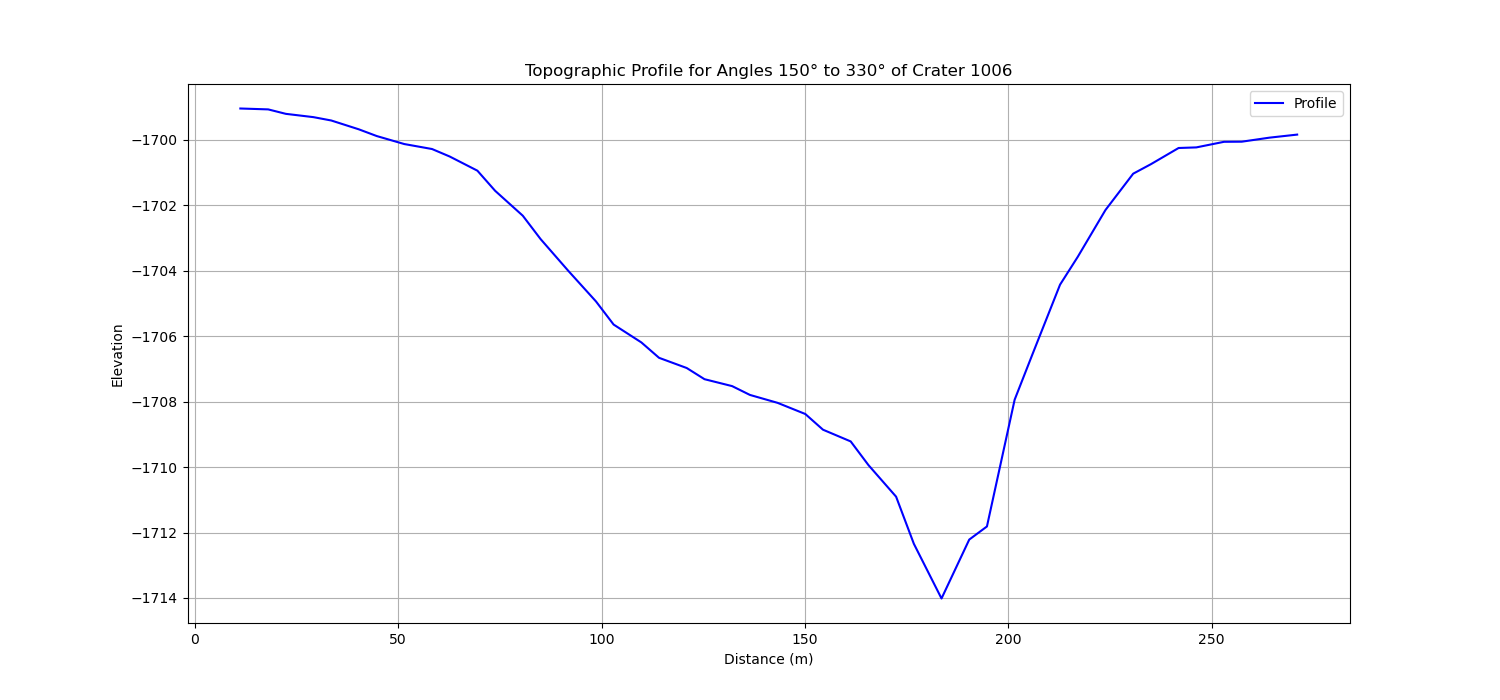 Topographic Profile for Angles 150° to 330° of Crater 1006
Profile
−1700
−1702
−1704
−1706
−1708
−1710
−1712
−1714
Elevation
0 50 100 150 200 250
Distance (m)